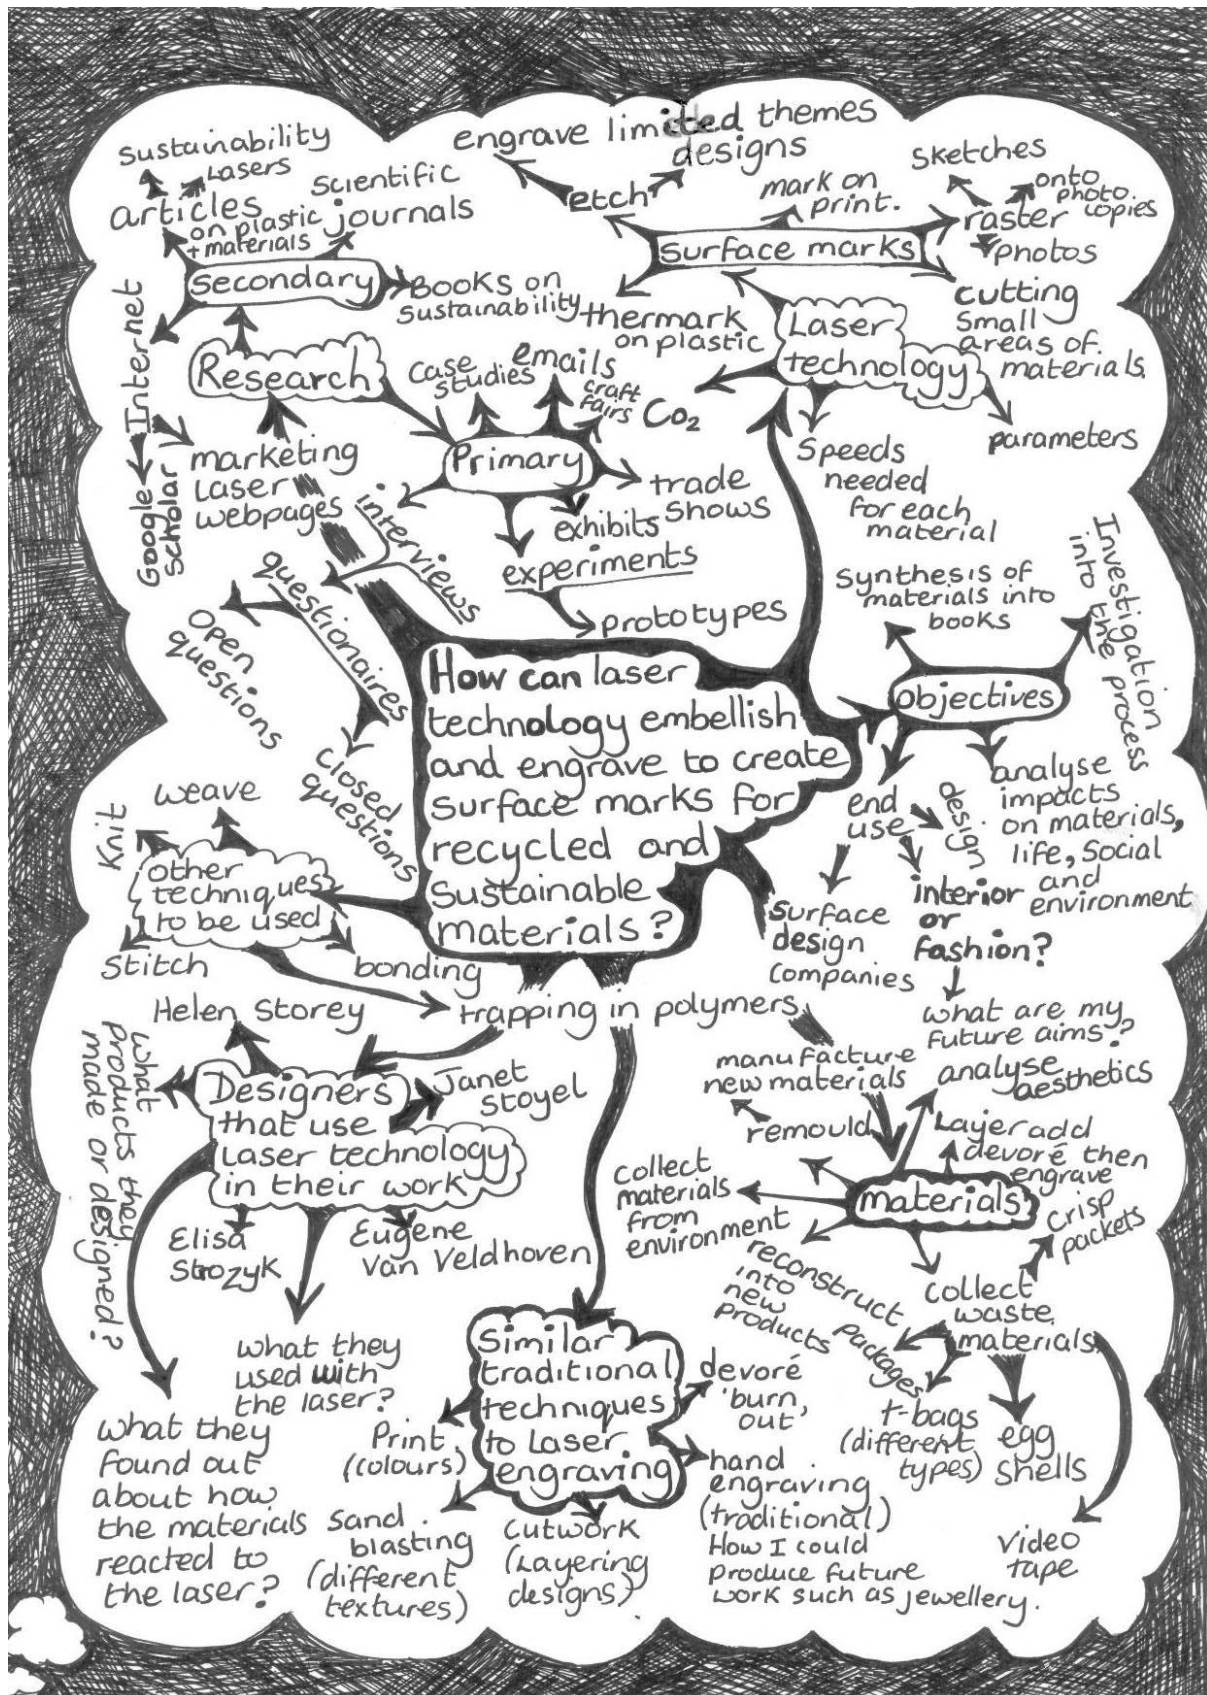 engrave limited themes
designs
etch
mark on
print.
Sketches
onto
photo
copies
raster
photos
Surface marks
cutting
small
areas of
materials.
thermark
on plastic
Laser
technology
CO2
parameters
Speeds
needed
for each
material
Sustainability
Lasers
articles
on plastic
+ materials
Scientific
journals
Secondary
Books on
Sustainability
Internet
Google
Scholar
Research
marketing
Laser
webpages
case
studies
emails
craft
fairs
Primary
trade
shows
exhibits
experiments
prototypes
interviews
questionaires
Open
questions
Closed
questions
How can laser
technology embellish
and engrave to create
surface marks for
recycled and
Sustainable
materials?
Synthesis of
materials into
books
Investigation
into the process
Objectives
analyse
impacts
on materials,
life, social
and
environment
end
use
design
interior
or
fashion?
surface
design
companies
what are my
future aims?
weave
Knit
other
techniques
to be used
Stitch
bonding
trapping in polymers
Helen Storey
what
products they
made or designed?
Designers
that use
Laser technology
in their work
Janet
Stoyel
Elisa
Strozyk
Eugene
van Veldhoven
what they
used with
the laser?
what they
found out
about how
the materials
reacted to
the laser?
manufacture
new materials
remould
analyse
aesthetics
Layer add
devoré then
engrave
materials
collect
materials
from
environment
reconstruct
into
new
products
collect
waste
materials
crisp
packets
packages
t-bags
(different
types)
egg
shells
video
tape
Similar
traditional
techniques
to Laser
engraving
devoré
'burn
out'
Print
(colours)
Sand
blasting
(different
textures)
Cutwork
(Layering
designs)
hand
engraving
(traditional)
How I could
produce future
work such as jewellery.